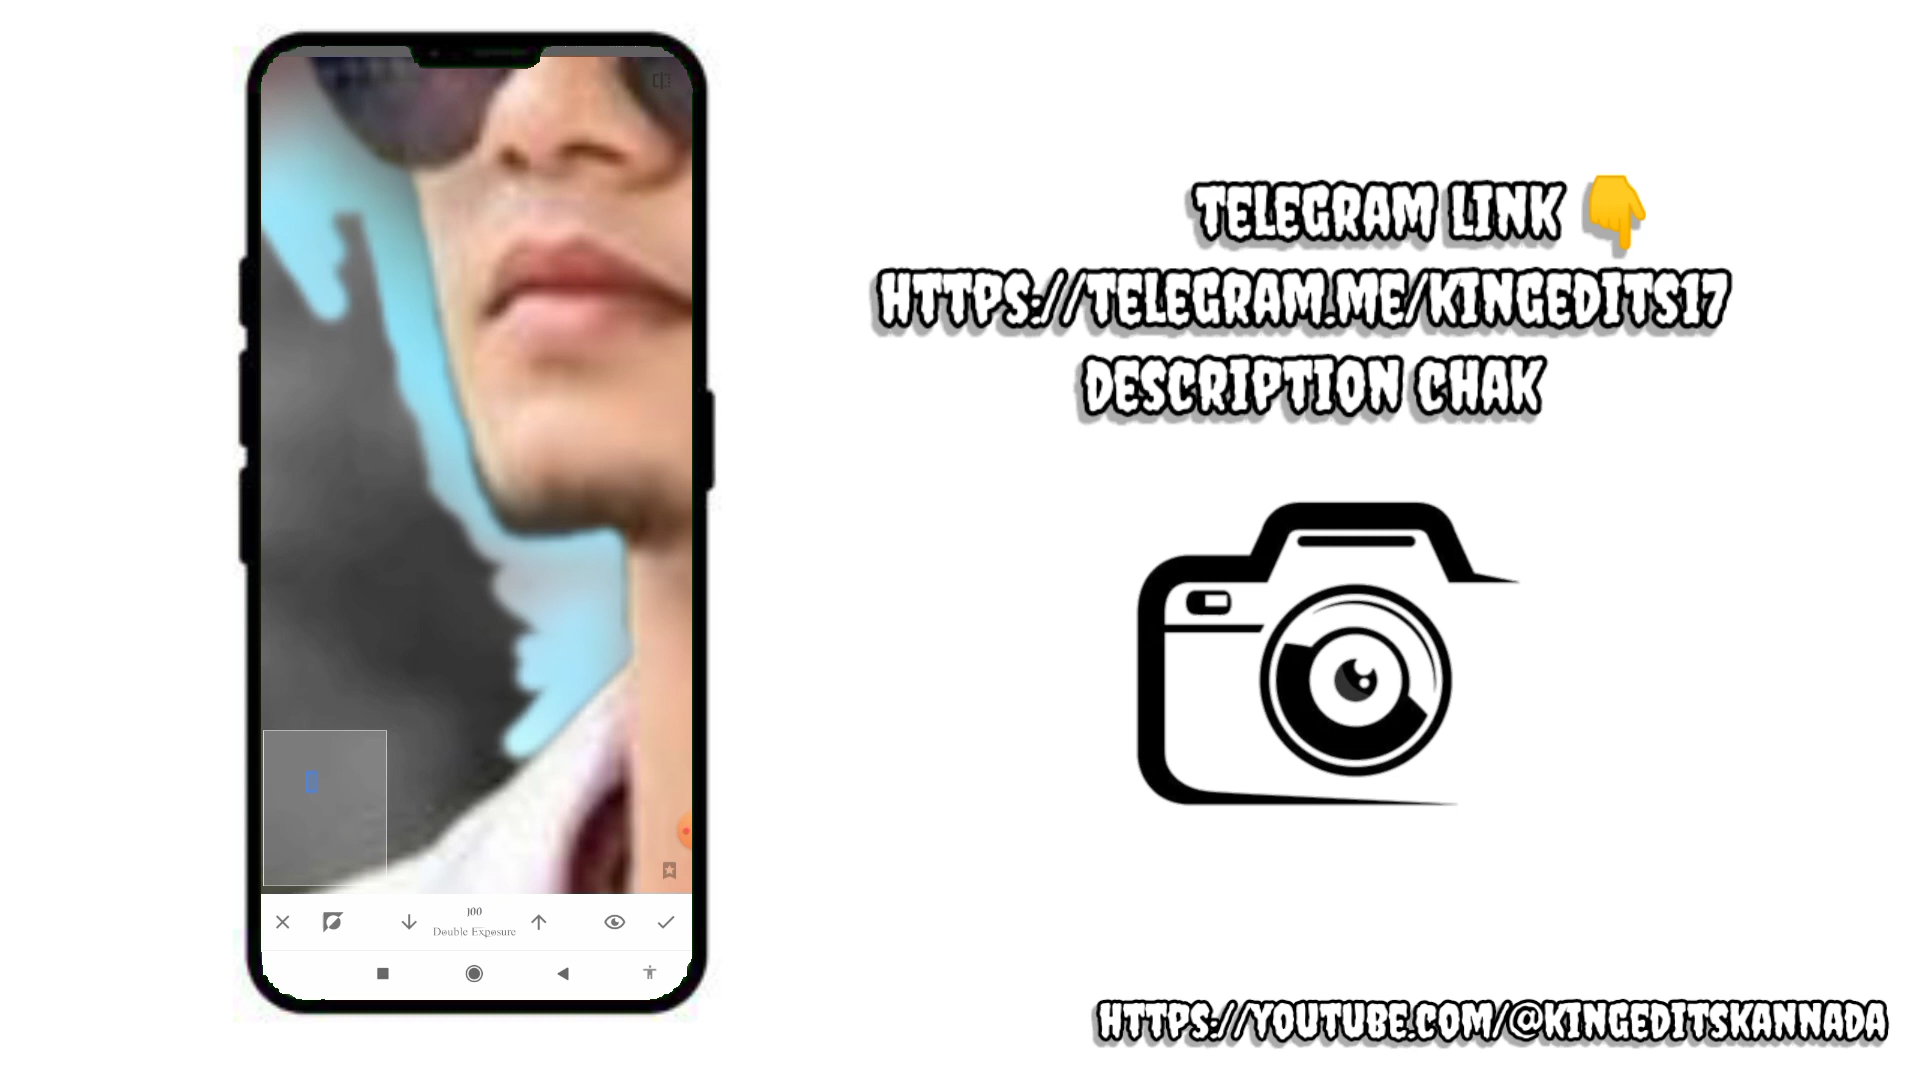 TELEGRAM LINK 👇
HTTPS://TELEGRAM.ME/KINGEDITS17
DESCRIPTION CHAK
100
Double Exposure
HTTPS://YOUTUBE.COM/@KINGEDITSKANNADA